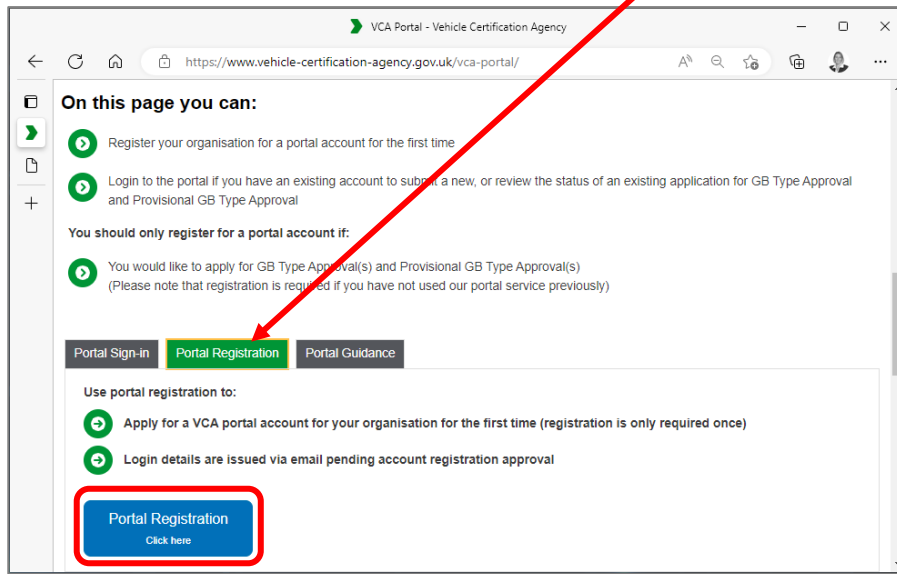 VCA Portal - Vehicle Certification Agency
https://www.vehicle-certification-agency.gov.uk/vca-portal/
On this page you can:
Register your organisation for a portal account for the first time
Login to the portal if you have an existing account to submit a new, or review the status of an existing application for GB Type Approval
and Provisional GB Type Approval
You should only register for a portal account if:
You would like to apply for GB Type Approval(s) and Provisional GB Type Approval(s)
(Please note that registration is required if you have not used our portal service previously)
Portal Sign-in Portal Registration Portal Guidance
Use portal registration to:
Apply for a VCA portal account for your organisation for the first time (registration is only required once)
Login details are issued via email pending account registration approval
Portal Registration
Click here